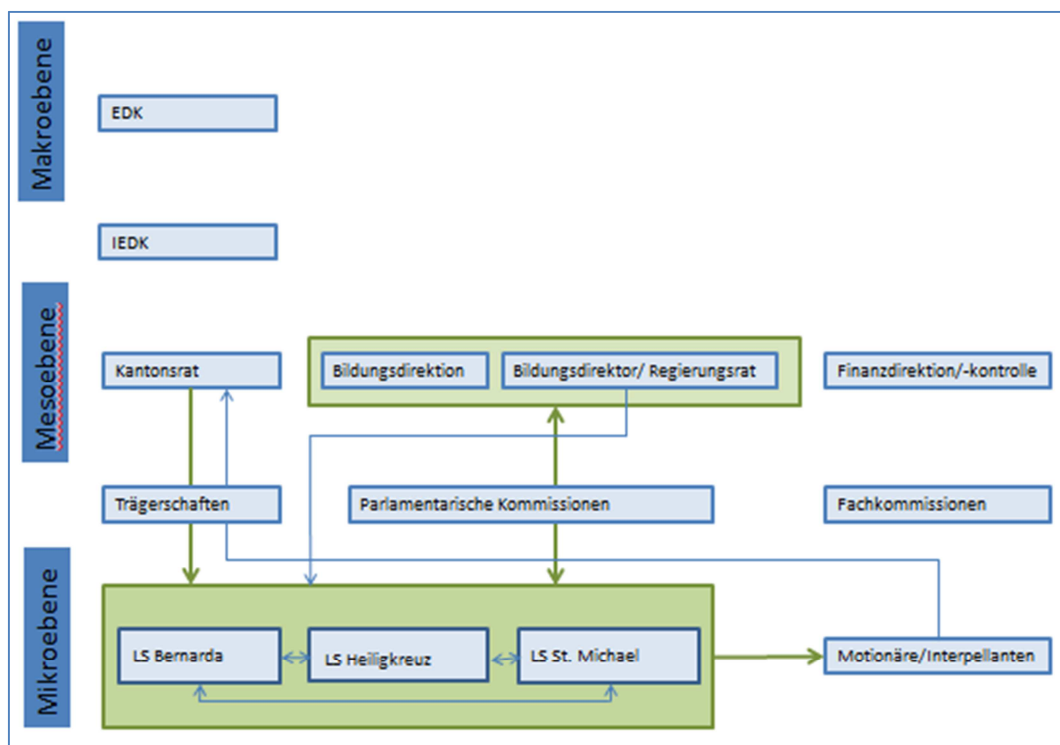 Makroebene
EDK
IEDK
Mesoebene
Kantonsrat
Bildungsdirektion
Bildungsdirektor/ Regierungsrat
Finanzdirektion/-kontrolle
Trägerschaften
Parlamentarische Kommissionen
Fachkommissionen
Mikroebene
LS Bernarda
LS Heiligkreuz
LS St. Michael
Motionäre/Interpellanten